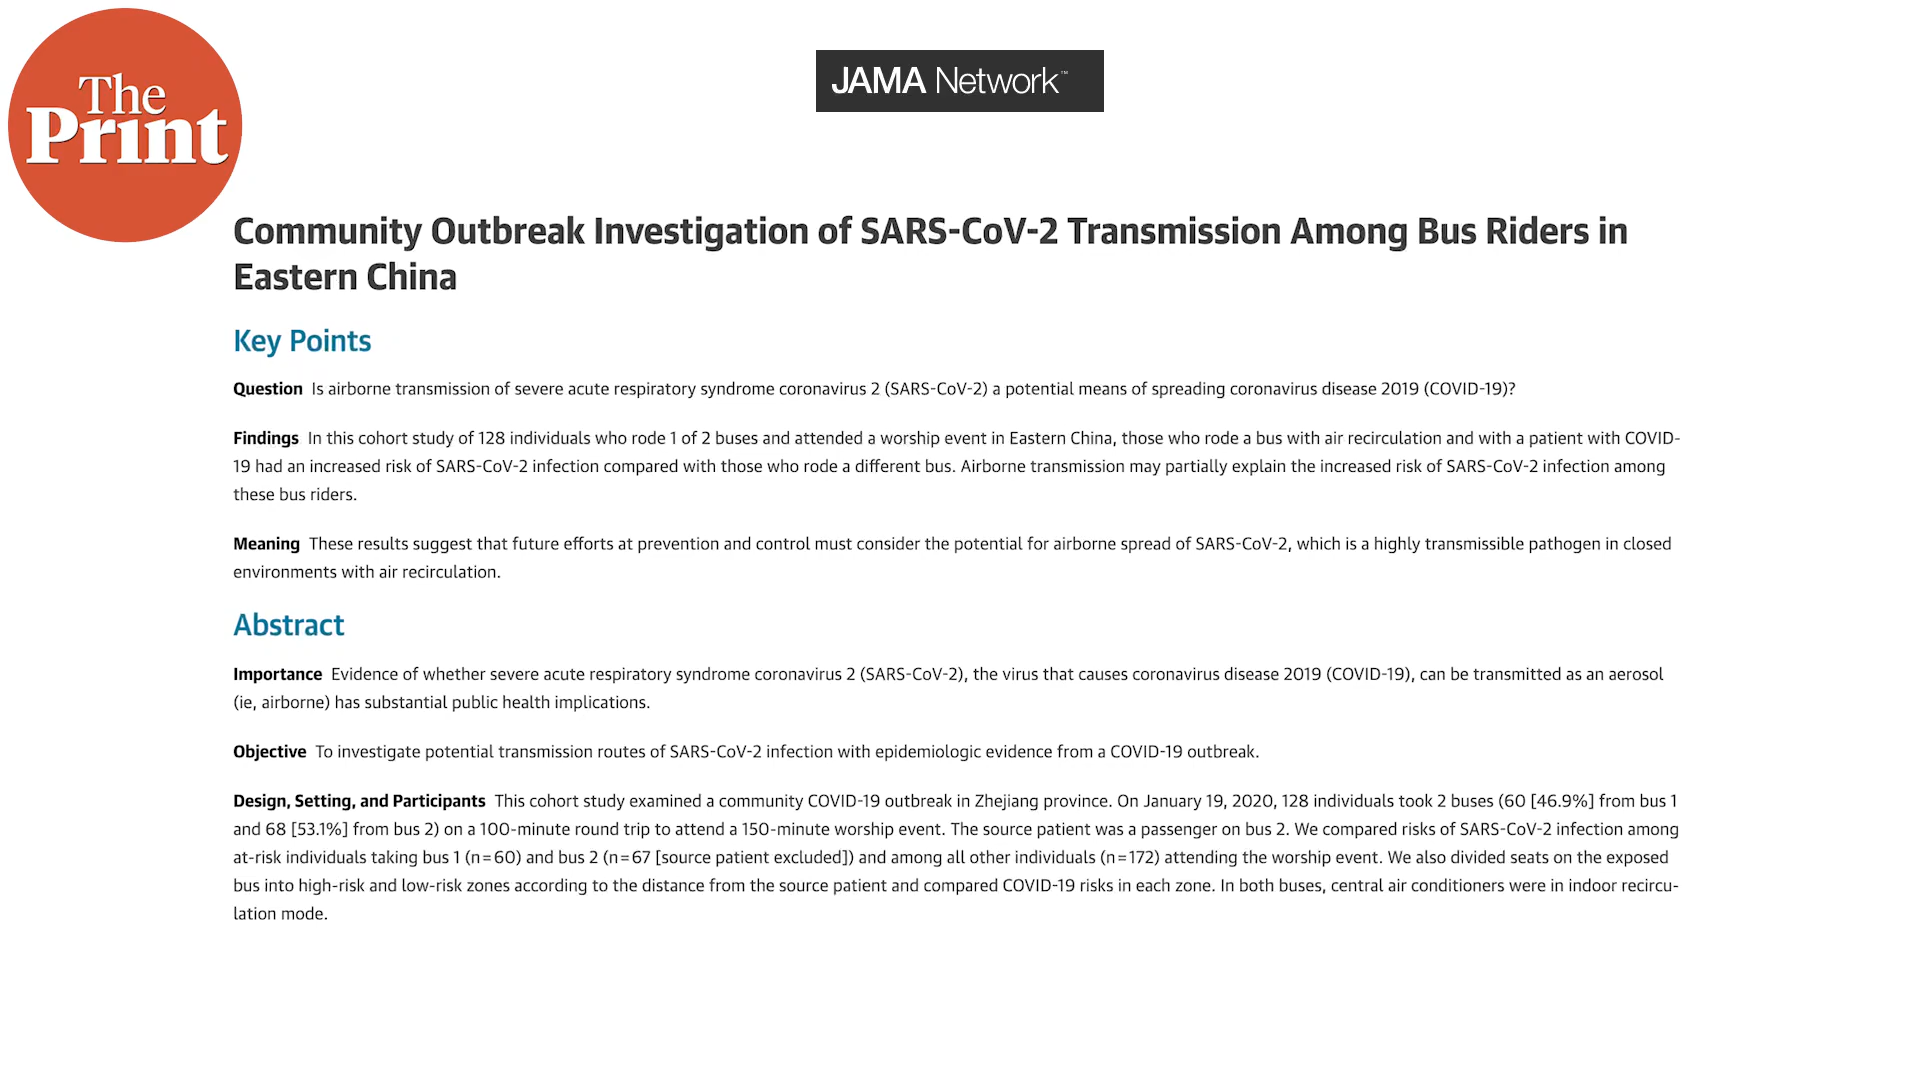 The
Print
JAMA Network™
Community Outbreak Investigation of SARS-CoV-2 Transmission Among Bus Riders in
Eastern China
Key Points
Question Is airborne transmission of severe acute respiratory syndrome coronavirus 2 (SARS-CoV-2) a potential means of spreading coronavirus disease 2019 (COVID-19)?
Findings In this cohort study of 128 individuals who rode 1 of 2 buses and attended a worship event in Eastern China, those who rode a bus with air recirculation and with a patient with COVID-
19 had an increased risk of SARS-CoV-2 infection compared with those who rode a different bus. Airborne transmission may partially explain the increased risk of SARS-CoV-2 infection among
these bus riders.
Meaning These results suggest that future efforts at prevention and control must consider the potential for airborne spread of SARS-CoV-2, which is a highly transmissible pathogen in closed
environments with air recirculation.
Abstract
Importance Evidence of whether severe acute respiratory syndrome coronavirus 2 (SARS-CoV-2), the virus that causes coronavirus disease 2019 (COVID-19), can be transmitted as an aerosol
(ie, airborne) has substantial public health implications.
Objective To investigate potential transmission routes of SARS-CoV-2 infection with epidemiologic evidence from a COVID-19 outbreak.
Design, Setting, and Participants This cohort study examined a community COVID-19 outbreak in Zhejiang province. On January 19, 2020, 128 individuals took 2 buses (60 [46.9%] from bus 1
and 68 [53.1%] from bus 2) on a 100-minute round trip to attend a 150-minute worship event. The source patient was a passenger on bus 2. We compared risks of SARS-CoV-2 infection among
at-risk individuals taking bus 1 (n=60) and bus 2 (n=67 [source patient excluded]) and among all other individuals (n=172) attending the worship event. We also divided seats on the exposed
bus into high-risk and low-risk zones according to the distance from the source patient and compared COVID-19 risks in each zone. In both buses, central air conditioners were in indoor recircu-
lation mode.